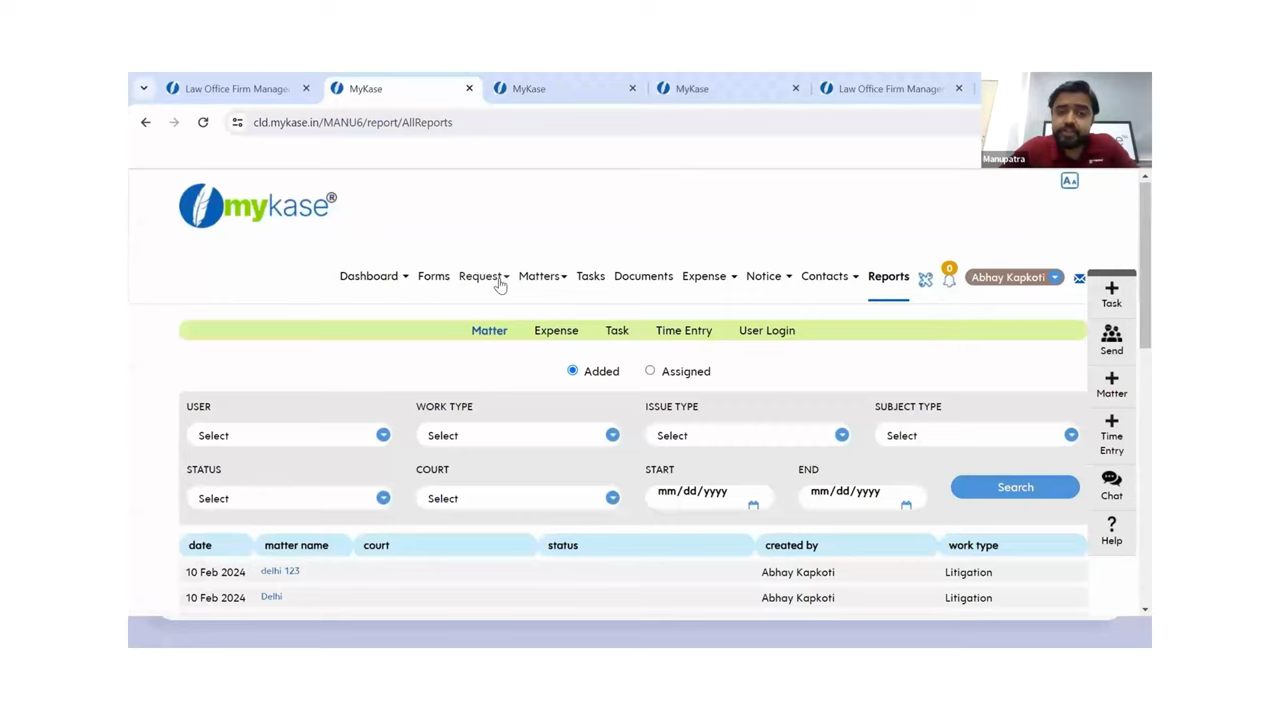 Law Office Firm Manage
MyKase
MyKase
MyKase
Law Office Firm Manager
cld.mykase.in/MANU6/report/AllReports
Manupatra
AA
mykase®
Dashboard Forms Request Matters Tasks Documents Expense Notice Contacts Reports 0 Abhay Kapkoti
Matter Expense Task Time Entry User Login
Added Assigned
USER WORK TYPE ISSUE TYPE SUBJECT TYPE
Select Select Select Select
STATUS COURT START END
Select Select mm/dd/yyyy mm/dd/yyyy Search
date matter name court status created by work type
10 Feb 2024 delhi 123 Abhay Kapkoti Litigation
10 Feb 2024 Delhi Abhay Kapkoti Litigation
Task
Send
Matter
Time
Entry
Chat
? Help